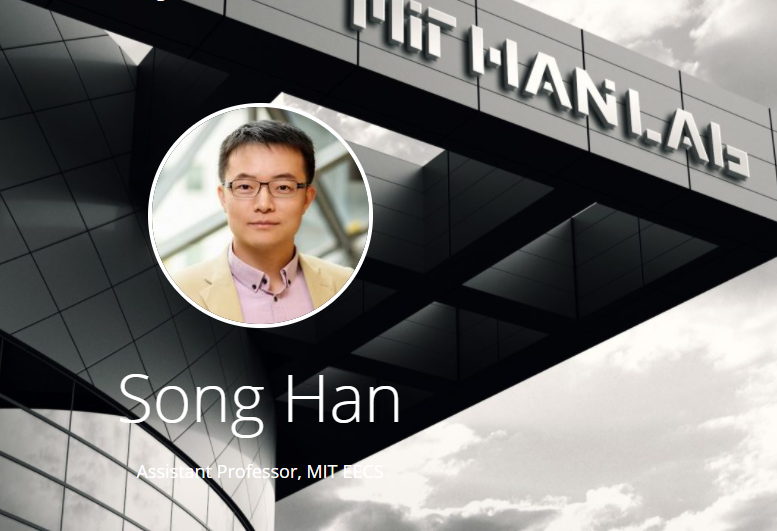 MIT HAN LAb
Song Han
Assistant Professor, MIT EECS